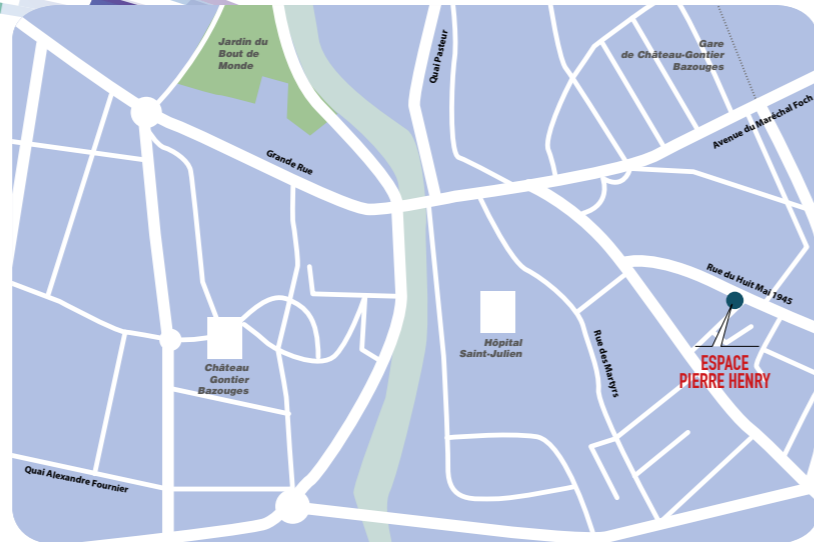 Jardin du
Bout de
Monde
Quai Pasteur
Gare
de Château-Gontier
Bazouges
Avenue du Maréchal Foch
Grande Rue
Rue du Huit Mai 1945
Hôpital
Saint-Julien
Rue des Martyrs
ESPACE
PIERRE HENRY
Château
Gontier
Bazouges
Quai Alexandre Fournier